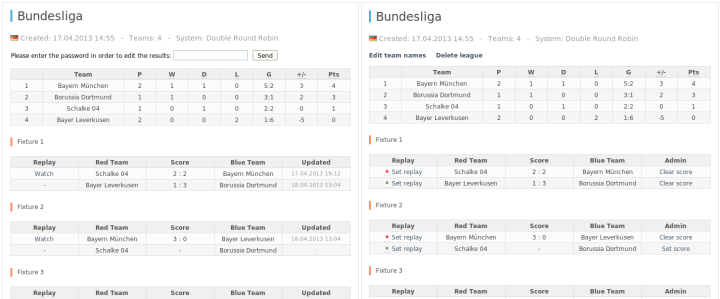 Bundesliga
Created: 17.04.2013 14:55 - Teams: 4 - System: Double Round Robin
Please enter the password in order to edit the results: Send
Team P W D L G +/- Pts
1 Bayern München 2 1 1 0 5:2 3 4
2 Borussia Dortmund 1 1 0 0 3:1 2 3
3 Schalke 04 1 0 1 0 2:2 0 1
4 Bayer Leverkusen 2 0 0 2 1:6 -5 0
Fixture 1
Replay Red Team Score Blue Team Updated
Watch Schalke 04 2 : 2 Bayern München 17.04.2013 19:12
- Bayer Leverkusen 1 : 3 Borussia Dortmund 18.04.2013 13:04
Fixture 2
Replay Red Team Score Blue Team Updated
Watch Bayern München 3 : 0 Bayer Leverkusen 18.04.2013 13:04
- Schalke 04 - Borussia Dortmund -
Fixture 3
Replay Red Team Score Blue Team Updated
Bundesliga
Created: 17.04.2013 14:55 - Teams: 4 - System: Double Round Robin
Edit team names Delete league
Team P W D L G +/- Pts
1 Bayern München 2 1 1 0 5:2 3 4
2 Borussia Dortmund 1 1 0 0 3:1 2 3
3 Schalke 04 1 0 1 0 2:2 0 1
4 Bayer Leverkusen 2 0 0 2 1:6 -5 0
Fixture 1
Replay Red Team Score Blue Team Admin
Set replay Schalke 04 2 : 2 Bayern München Clear score
Set replay Bayer Leverkusen 1 : 3 Borussia Dortmund Clear score
Fixture 2
Replay Red Team Score Blue Team Admin
Set replay Bayern München 3 : 0 Bayer Leverkusen Clear score
Set replay Schalke 04 - Borussia Dortmund Set score
Fixture 3
Replay Red Team Score Blue Team Admin